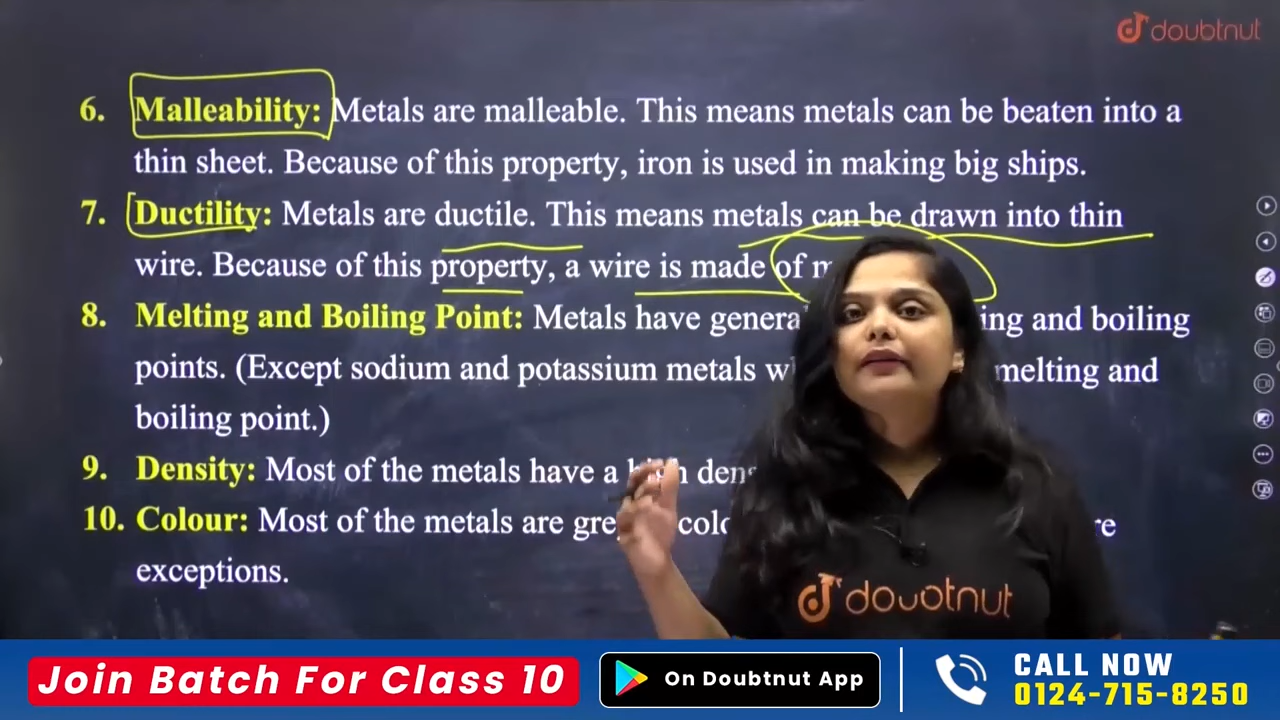 doubtnut
6. Malleability: Metals are malleable. This means metals can be beaten into a
thin sheet. Because of this property, iron is used in making big ships.
7. Ductility: Metals are ductile. This means metals can be drawn into thin
wire. Because of this property, a wire is made of
8. Melting and Boiling Point: Metals have and boiling
points. (Except sodium and potassium metals melting and
boiling point.)
9. Density: Most of the metals have a high
10. Colour: Most of the metals are
exceptions.
doubtnut
Join Batch For Class 10
On Doubtnut App
CALL NOW
0124-715-8250